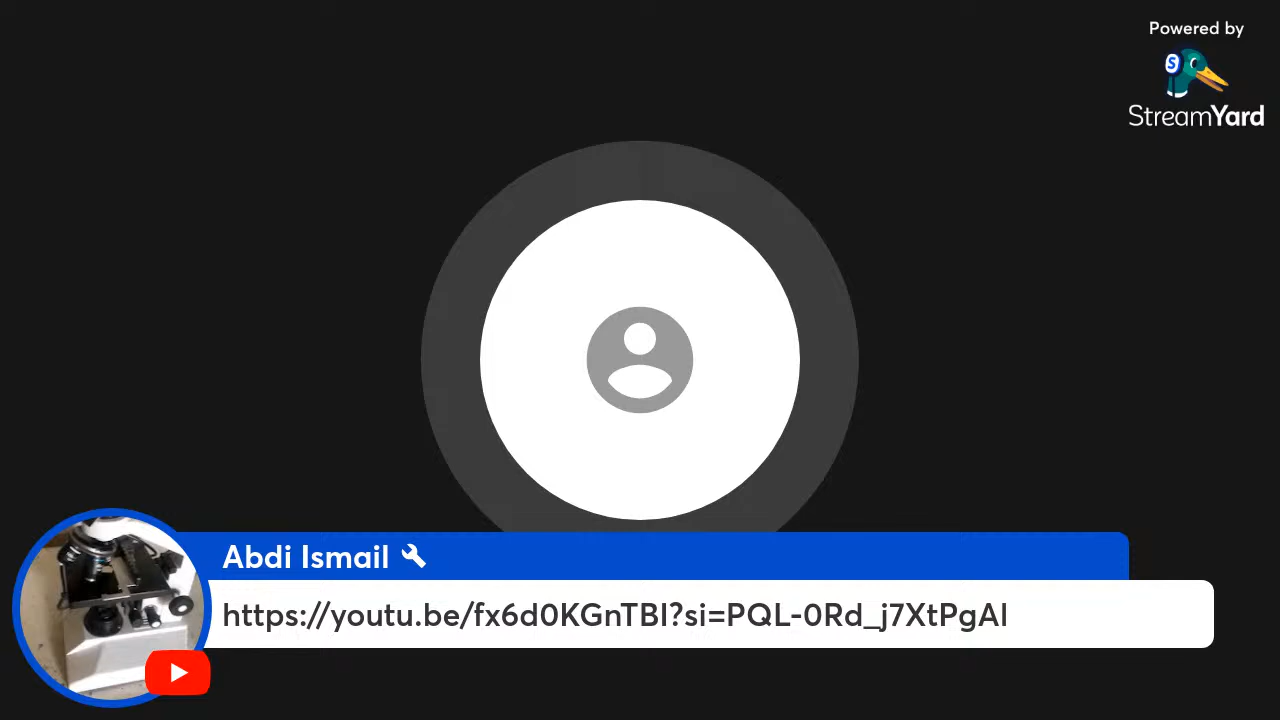 Powered by
S
StreamYard
Abdi Ismail
https://youtu.be/fx6d0KGnTBI?si=PQL-0Rd_j7XtPgAI